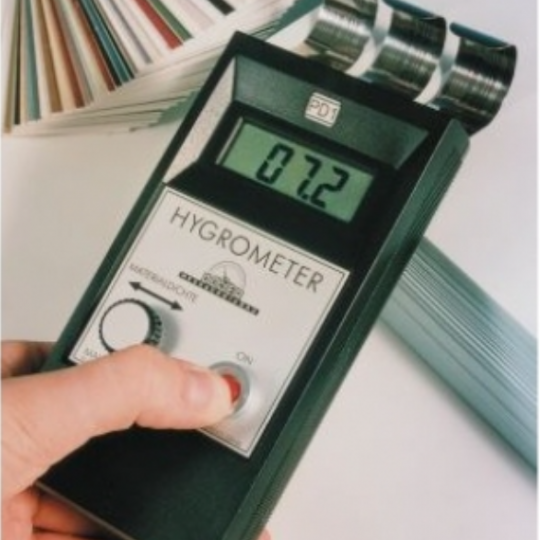 PD1
07.2
HYGROMETER
MATERIALDICHTE
ON